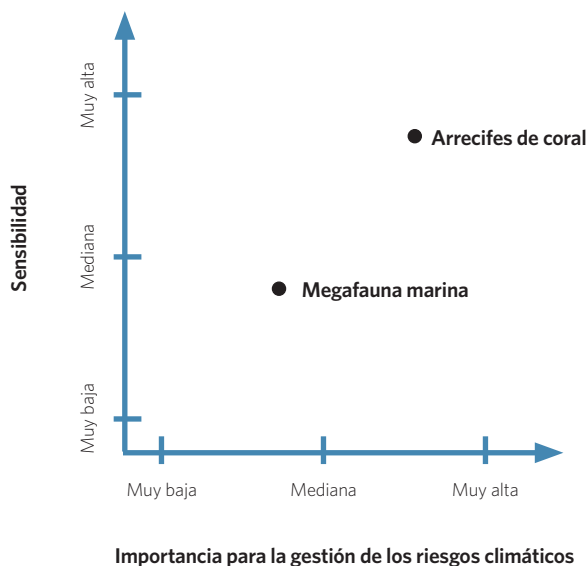 Sensibilidad
Muy alta
Mediana
Muy baja
Arrecifes de coral
Megafauna marina
Muy baja
Mediana
Muy alta
Importancia para la gestión de los riesgos climáticos